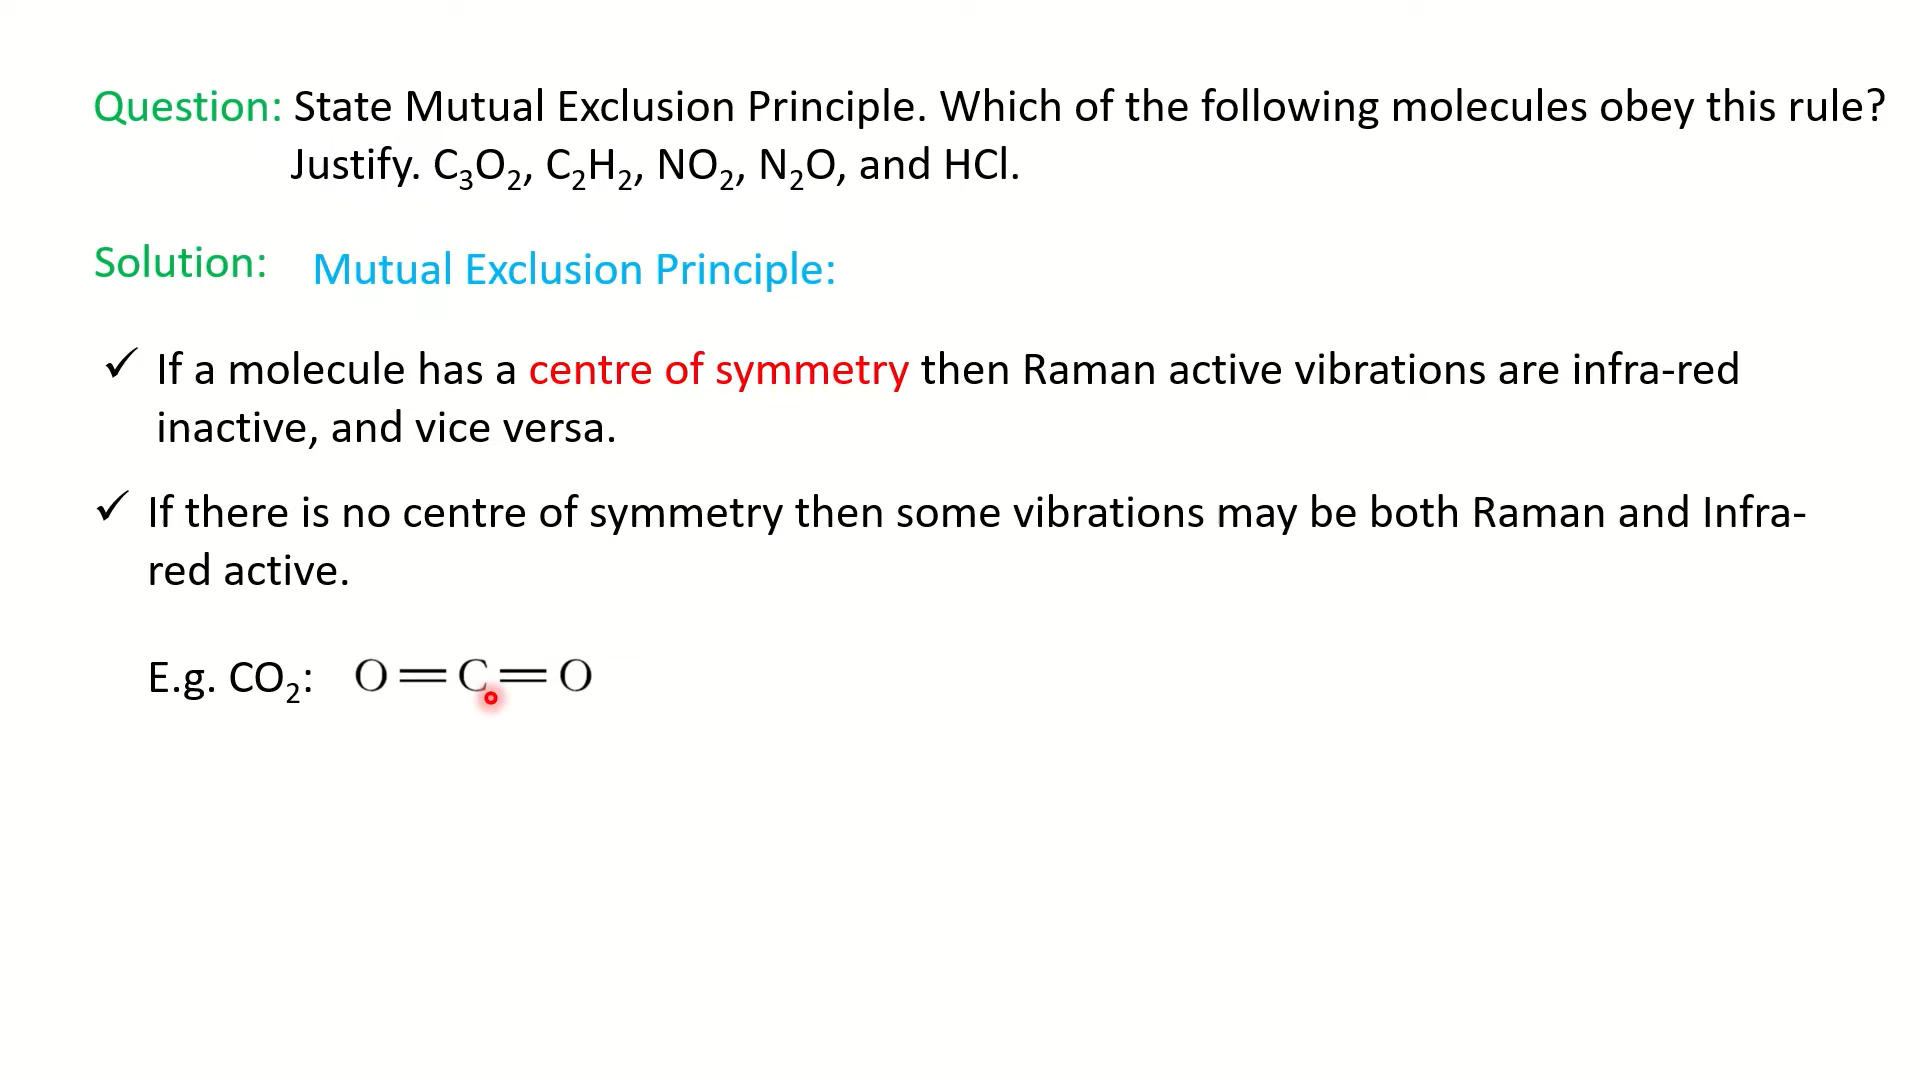 Question: State Mutual Exclusion Principle. Which of the following molecules obey this rule?
Justify. C₃O₂, C₂H₂, NO₂, N₂O, and HCl.
Solution: Mutual Exclusion Principle:
✓ If a molecule has a centre of symmetry then Raman active vibrations are infra-red
inactive, and vice versa.
✓ If there is no centre of symmetry then some vibrations may be both Raman and Infra-
red active.
E.g. CO₂: O=C=O